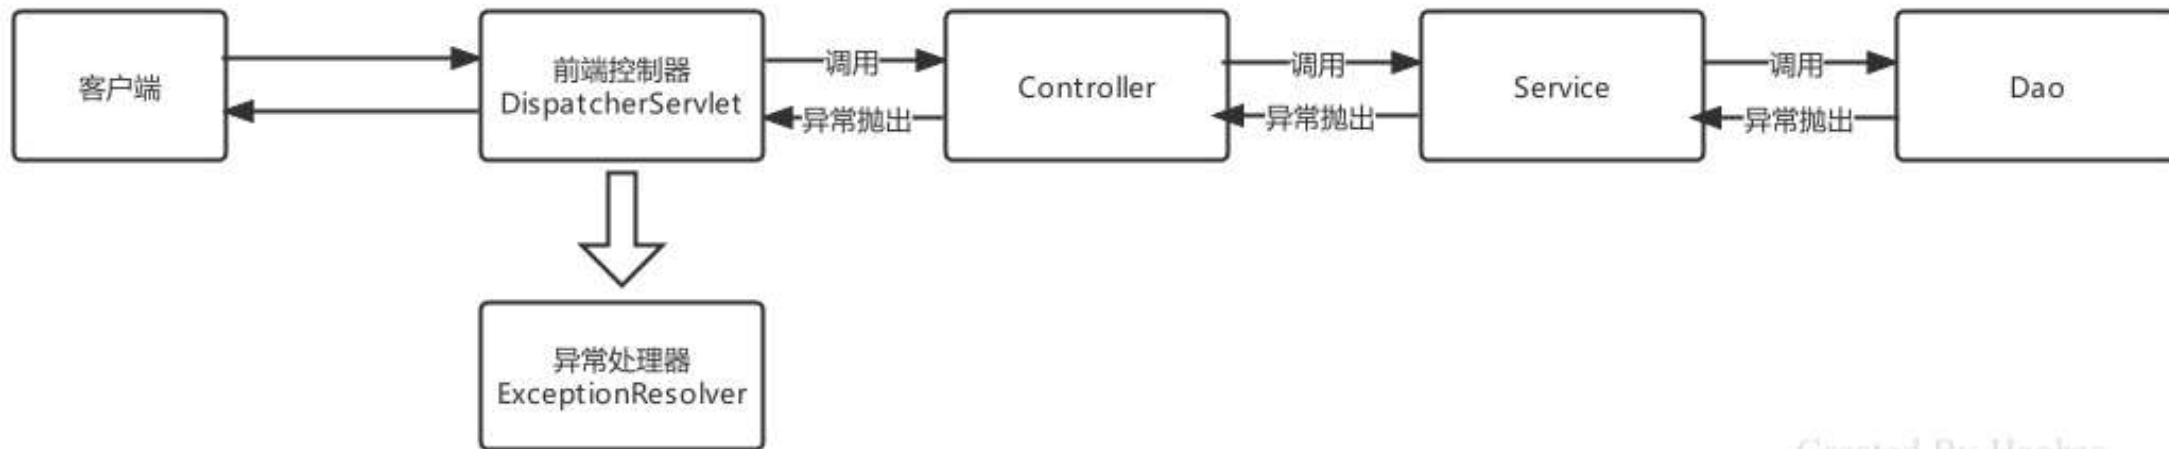 客户端
前端控制器
DispatcherServlet
调用
异常抛出
Controller
调用
异常抛出
Service
调用
异常抛出
Dao
异常处理器
ExceptionResolver